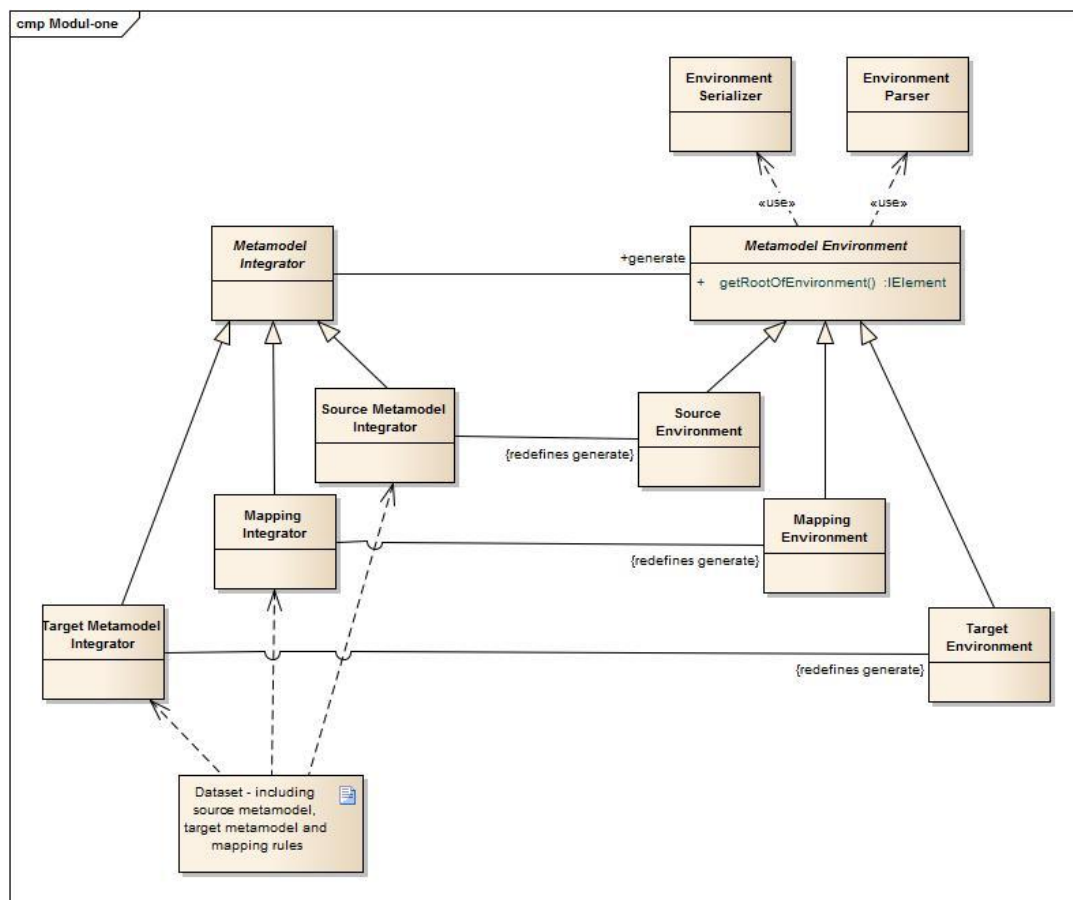 cmp Modul-one
Environment
Serializer
Environment
Parser
«use»
«use»
Metamodel
Integrator
+generate
Metamodel Environment
+ getRootOfEnvironment() :IElement
Source Metamodel
Integrator
{redefines generate}
Source
Environment
Mapping
Integrator
{redefines generate}
Mapping
Environment
Target Metamodel
Integrator
{redefines generate}
Target
Environment
Dataset - including
source metamodel,
target metamodel and
mapping rules